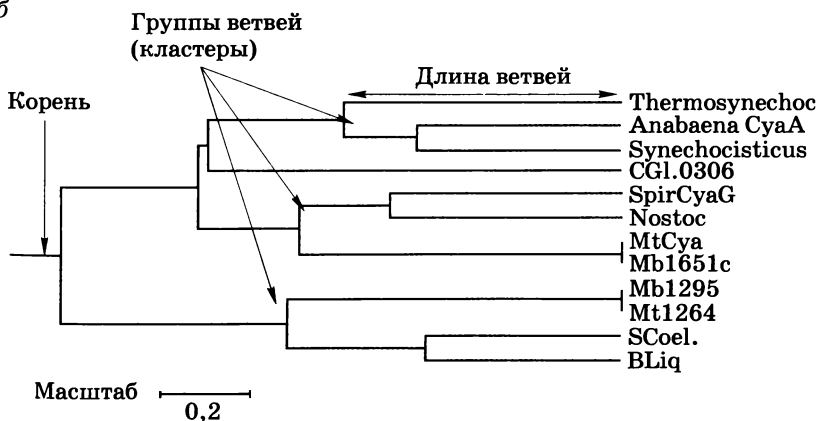 б
Группы ветвей
(кластеры)
Длина ветвей
Корень
Thermosynechoc
Anabaena CyaA
Synechocisticus
CGl.0306
SpirCyaG
Nostoc
MtCya
Mb1651c
Mb1295
Mt1264
SCoel.
BLiq
Масштаб
0,2